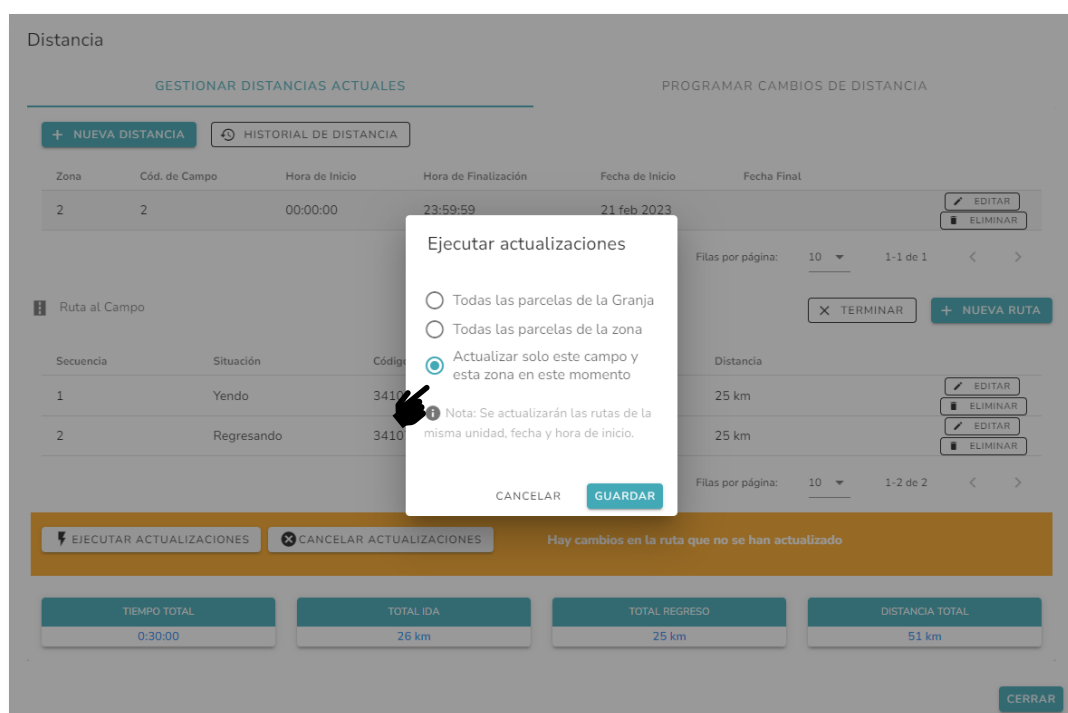 Distancia
GESTIONAR DISTANCIAS ACTUALES PROGRAMAR CAMBIOS DE DISTANCIA
+ NUEVA DISTANCIA HISTORIAL DE DISTANCIA
Zona Cód. de Campo Hora de Inicio Hora de Finalización Fecha de Inicio Fecha Final
2 2 00:00:00 23:59:59 21 feb 2023 EDITAR
ELIMINAR
Filas por página: 10 1-1 de 1
Ruta al Campo TERMINAR + NUEVA RUTA
Secuencia Situación Distancia
1 Yendo 25 km EDITAR
ELIMINAR
2 Regresando 25 km EDITAR
ELIMINAR
Filas por página: 10 1-2 de 2
Ejecutar actualizaciones
Todas las parcelas de la Granja
Todas las parcelas de la zona
Actualizar solo este campo y
esta zona en este momento
Nota: Se actualizarán las rutas de la
misma unidad, fecha y hora de inicio.
CANCELAR GUARDAR
EJECUTAR ACTUALIZACIONES CANCELAR ACTUALIZACIONES Hay cambios en la ruta que no se han actualizado
TIEMPO TOTAL TOTAL IDA TOTAL REGRESO DISTANCIA TOTAL
0:30:00 26 km 25 km 51 km
CERRAR